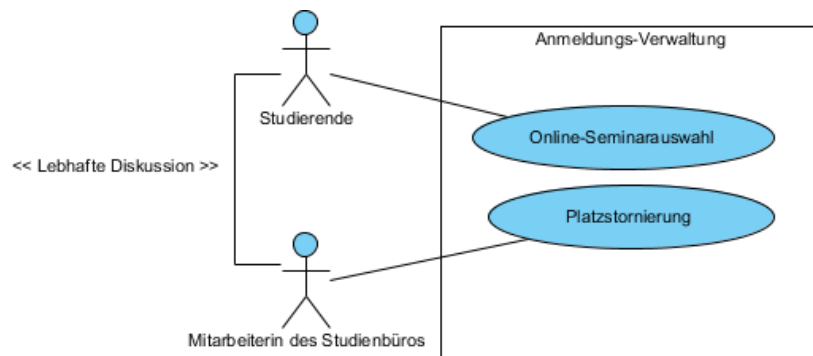 Anmeldungs-Verwaltung
Studierende
Online-Seminarauswahl
<< Lebhafte Diskussion >>
Platzstornierung
Mitarbeiterin des Studienbüros